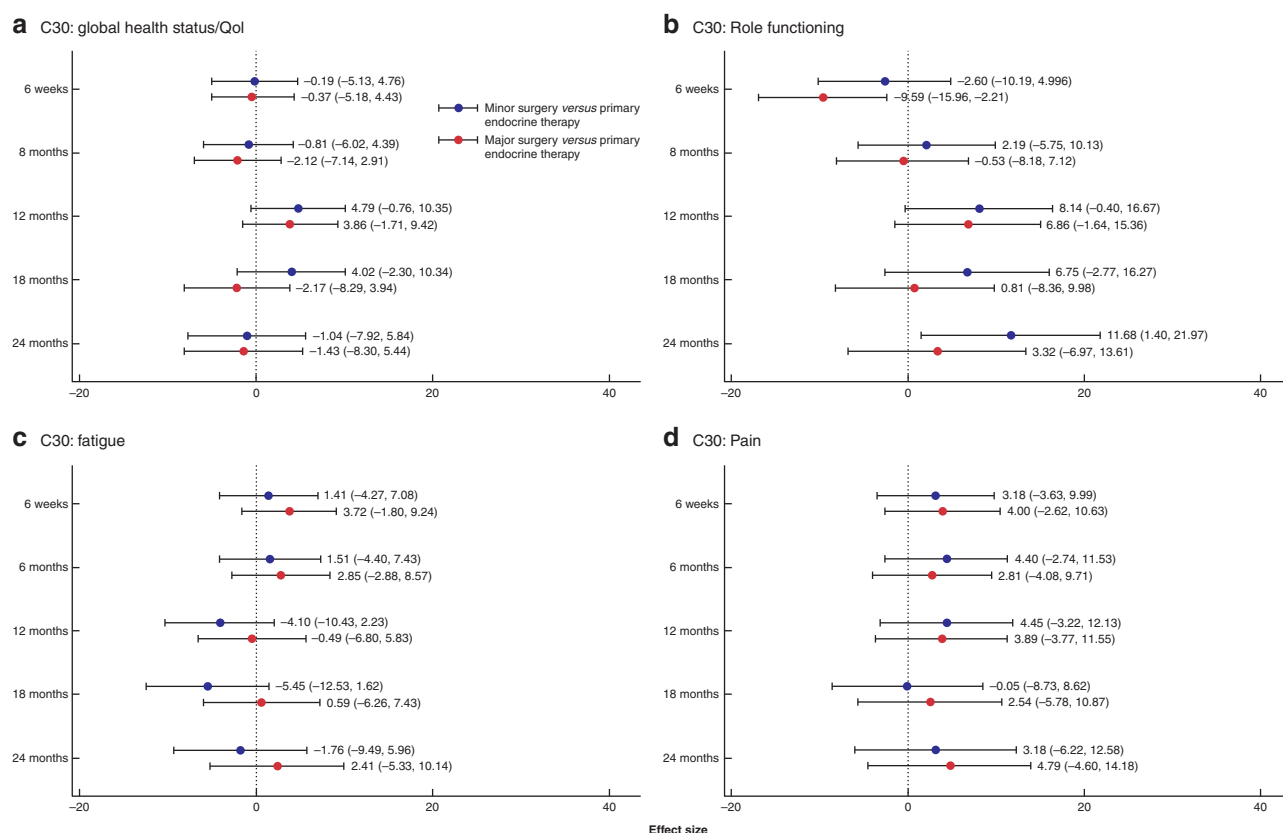 a C30: global health status/Qol
6 weeks
–0.19 (–5.13, 4.76)
–0.37 (–5.18, 4.43)
8 months
–0.81 (–6.02, 4.39)
–2.12 (–7.14, 2.91)
12 months
4.79 (–0.76, 10.35)
3.86 (–1.71, 9.42)
18 months
4.02 (–2.30, 10.34)
–2.17 (–8.29, 3.94)
24 months
–1.04 (–7.92, 5.84)
–1.43 (–8.30, 5.44)
–20 0 20 40
Minor surgery versus primary
endocrine therapy
Major surgery versus primary
endocrine therapy
b C30: Role functioning
6 weeks
–2.60 (–10.19, 4.996)
–9.59 (–15.96, –2.21)
8 months
2.19 (–5.75, 10.13)
–0.53 (–8.18, 7.12)
12 months
8.14 (–0.40, 16.67)
6.86 (–1.64, 15.36)
18 months
6.75 (–2.77, 16.27)
0.81 (–8.36, 9.98)
24 months
11.68 (1.40, 21.97)
3.32 (–6.97, 13.61)
–20 0 20 40
c C30: fatigue
6 weeks
1.41 (–4.27, 7.08)
3.72 (–1.80, 9.24)
6 months
1.51 (–4.40, 7.43)
2.85 (–2.88, 8.57)
12 months
–4.10 (–10.43, 2.23)
–0.49 (–6.80, 5.83)
18 months
–5.45 (–12.53, 1.62)
0.59 (–6.26, 7.43)
24 months
–1.76 (–9.49, 5.96)
2.41 (–5.33, 10.14)
–20 0 20 40
d C30: Pain
6 weeks
3.18 (–3.63, 9.99)
4.00 (–2.62, 10.63)
6 months
4.40 (–2.74, 11.53)
2.81 (–4.08, 9.71)
12 months
4.45 (–3.22, 12.13)
3.89 (–3.77, 11.55)
18 months
–0.05 (–8.73, 8.62)
2.54 (–5.78, 10.87)
24 months
3.18 (–6.22, 12.58)
4.79 (–4.60, 14.18)
–20 0 20 40
Effect size